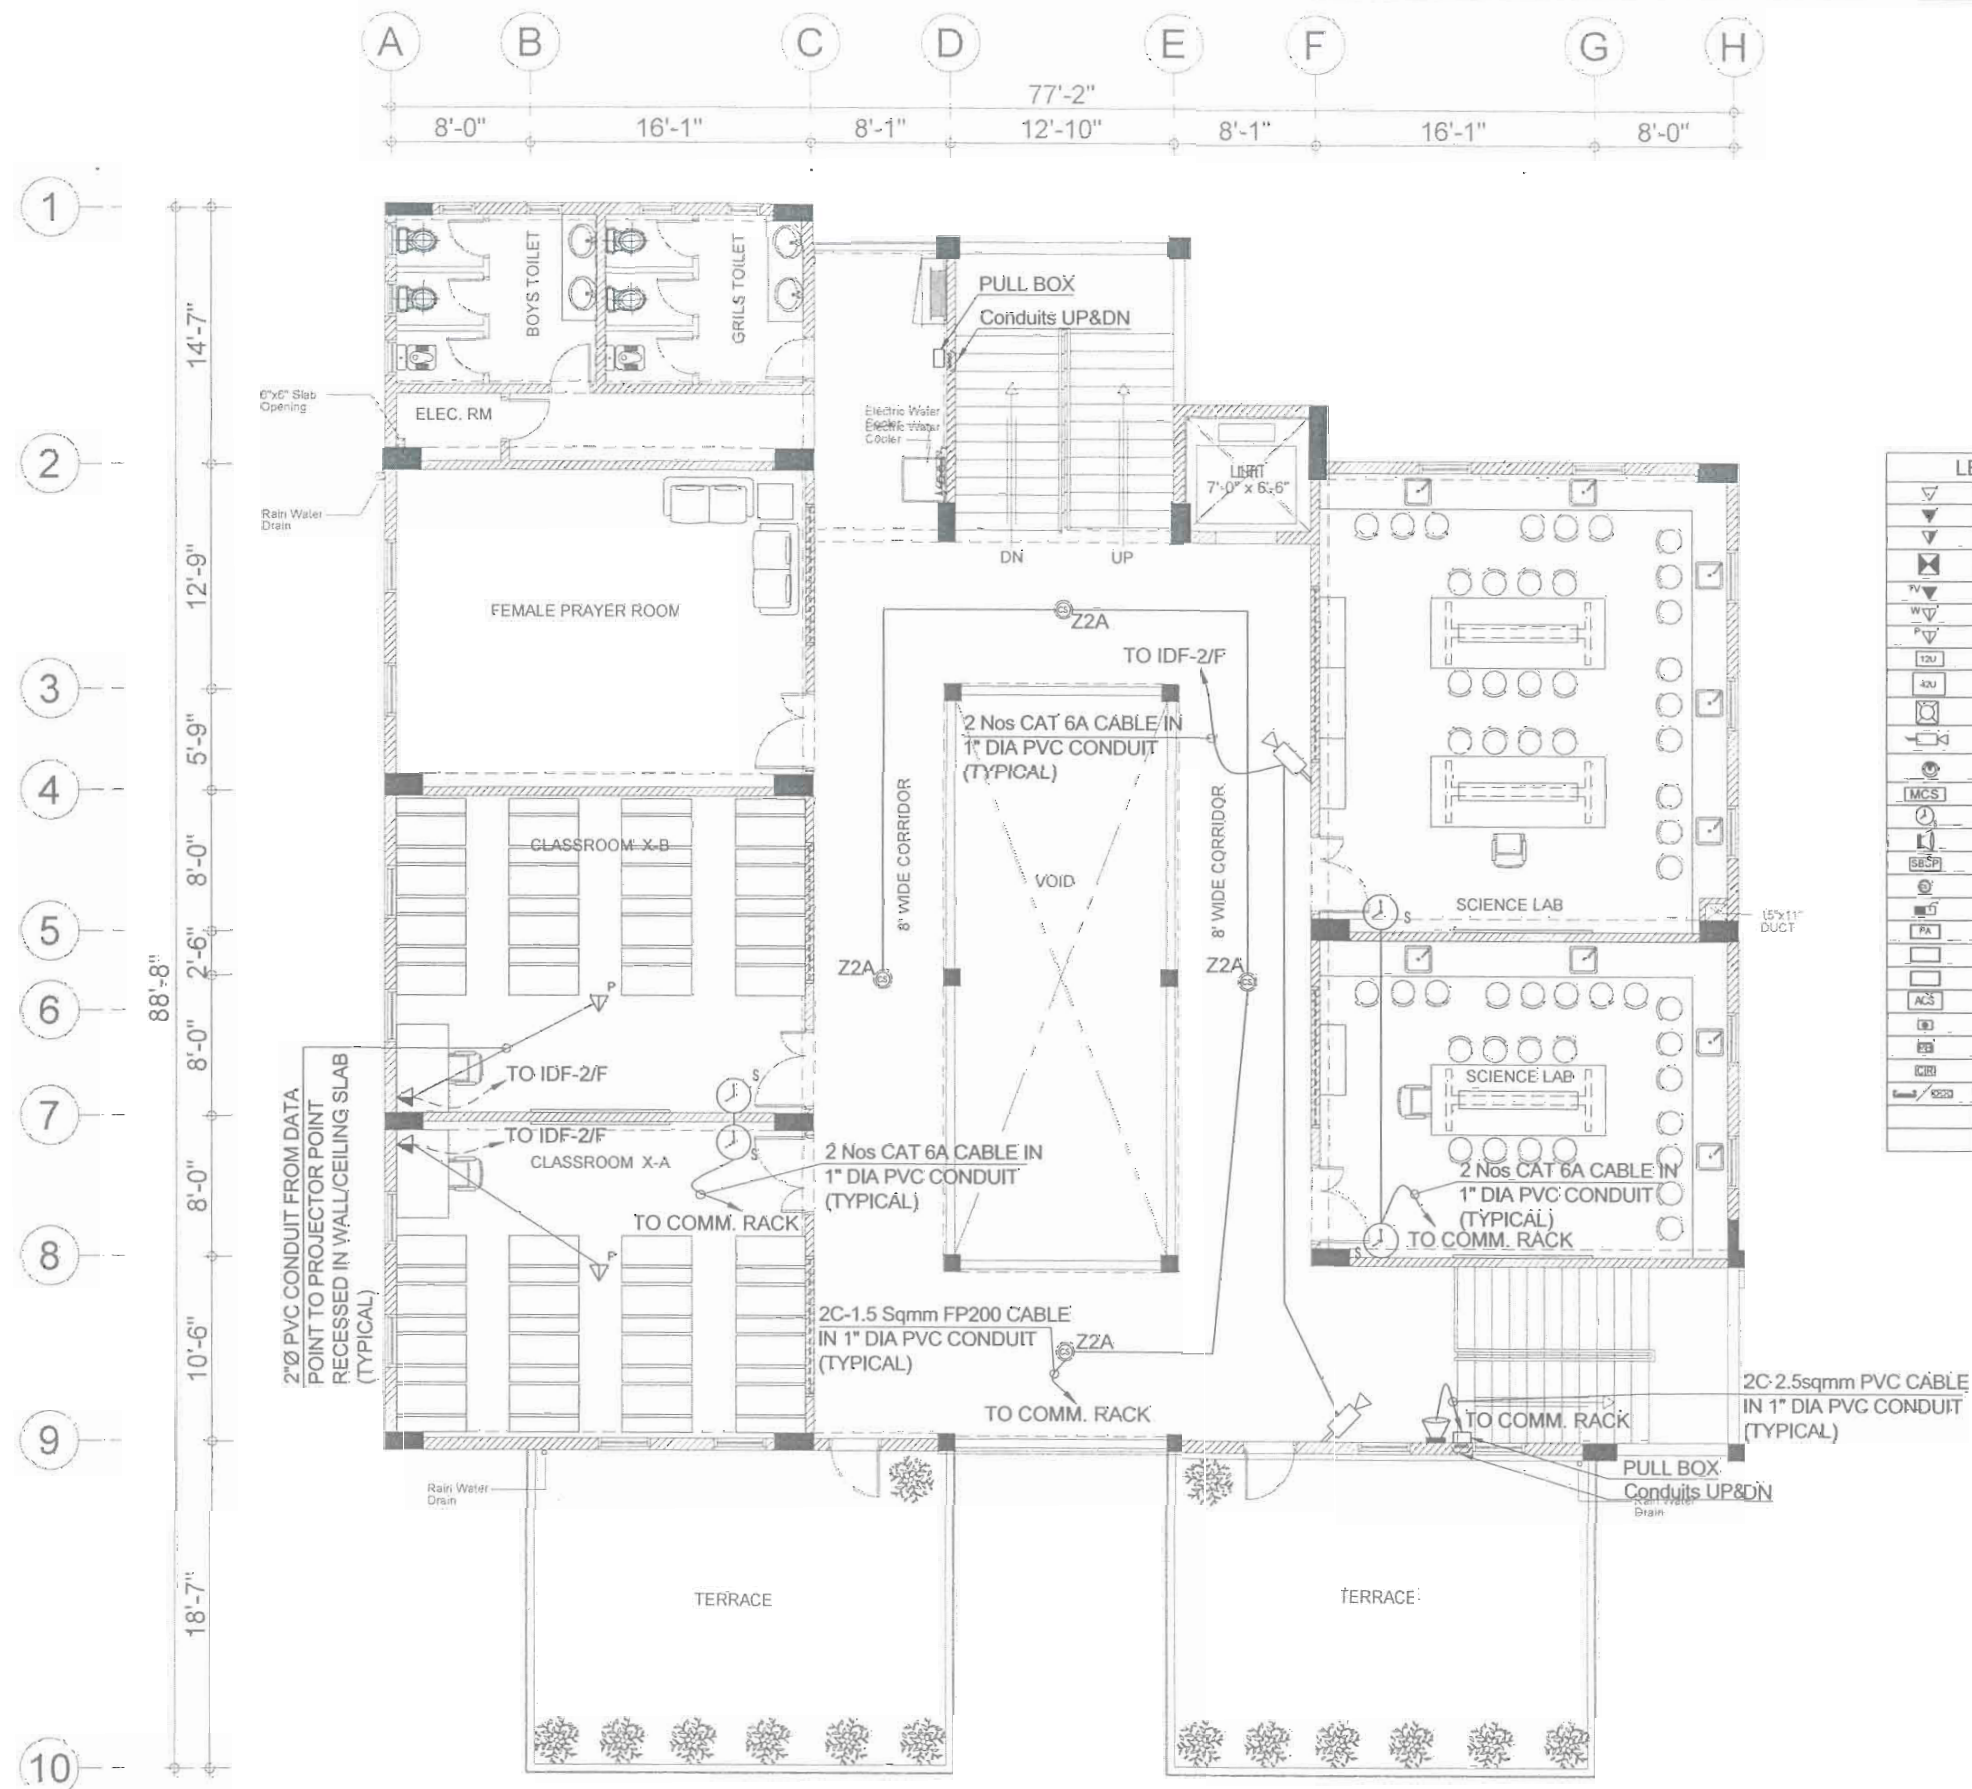 A B C D E F G H
77'-2"
8'-0" 16'-1" 8'-1" 12'-10" 8'-1" 16'-1" 8'-0"
1
2
3
4
5
6
7
8
9
10
88'-8"
14'-7"
12'-9"
5'-9"
8'-0"
2'-6"
8'-0"
8'-0"
10'-6"
18'-7"
BOYS TOILET
GRILS TOILET
PULL BOX
Conduits UP&DN
6"x6" Slab
Opening
ELEC. RM
Electric Water
Electric Water
Cooler
LIFT
7'-0" x 6'-6"
Rain Water
Drain
DN
UP
FEMALE PRAYER ROOM
Z2A
TO IDF-2/F
2 Nos CAT 6A CABLE IN
1" DIA PVC CONDUIT
(TYPICAL)
8' WIDE CORRIDOR
8' WIDE CORRIDOR
VOID
CLASSROOM X-B
SCIENCE LAB
S
15"x11"
DUCT
Z2A
Z2A
P
TO IDF-2/F
2"Ø PVC CONDUIT FROM DATA
POINT TO PROJECTOR POINT
RECESSED IN WALL/CEILING SLAB
(TYPICAL)
S
SCIENCE LAB
TO IDF-2/F
CLASSROOM X-A
S
2 Nos CAT 6A CABLE IN
1" DIA PVC CONDUIT
(TYPICAL)
TO COMM. RACK
2 Nos CAT 6A CABLE IN
1" DIA PVC CONDUIT
(TYPICAL)
TO COMM. RACK
S
P
2C-1.5 Sqmm FP200 CABLE
IN 1" DIA PVC CONDUIT
(TYPICAL)
Z2A
TO COMM. RACK
2C-2.5sqmm PVC CABLE
IN 1" DIA PVC CONDUIT
(TYPICAL)
TO COMM. RACK
PULL BOX
Conduits UP&DN
Rain Water
Drain
Rain Water
Drain
TERRACE
TERRACE
LE
W
P
12U
42U
MCS
PA
ACS